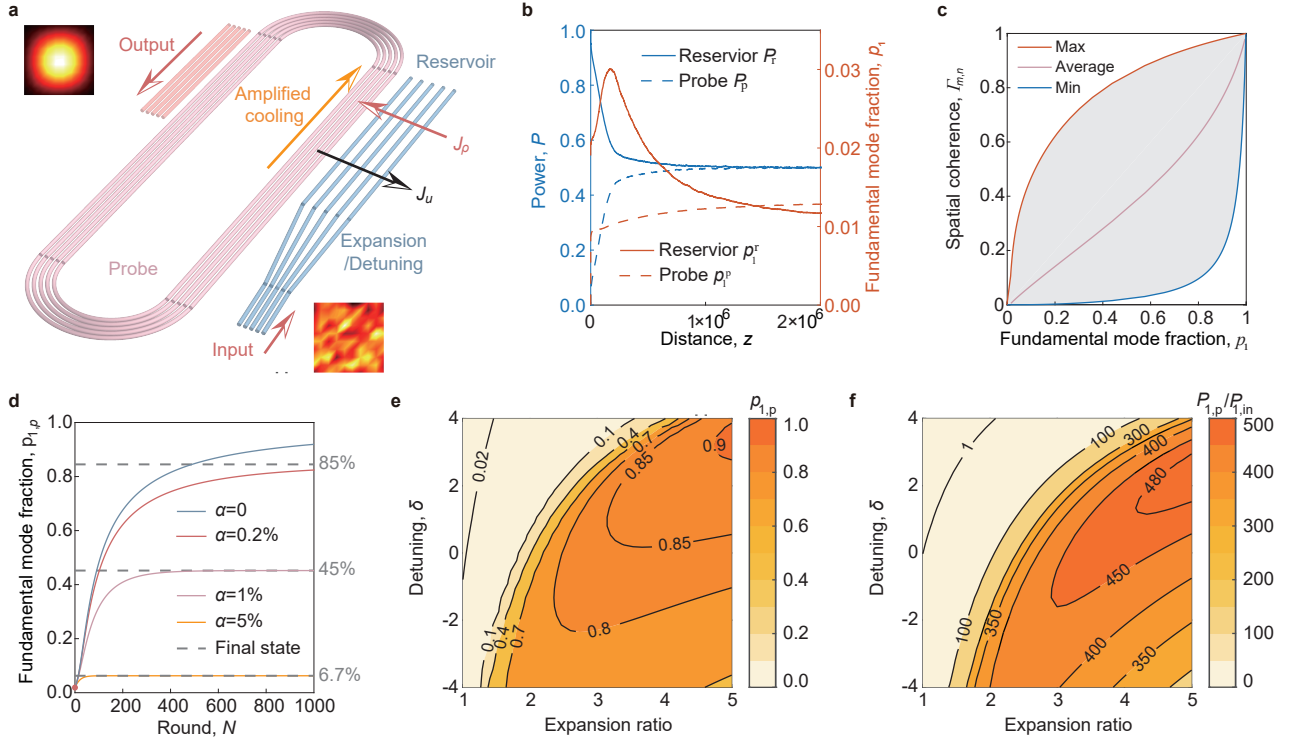 a
Output
Reservoir
Amplified
cooling
Jρ
Ju
Expansion
/Detuning
Probe
Input
b
Reservior Pr
Probe Pp
Reservior p1r
Probe p1p
Power, P
Fundamental mode fraction, p1
1.0
0.8
0.6
0.4
0.2
0.0
0.03
0.02
0.01
0.00
0
1×10⁶
2×10⁶
Distance, z
c
Max
Average
Min
Spatial coherence, Γm,n
1
0.8
0.6
0.4
0.2
0
0
0.2
0.4
0.6
0.8
1
Fundamental mode fraction, p1
d
Fundamental mode fraction, p1,p
1.0
0.8
0.6
0.4
0.2
0.0
85%
α=0
α=0.2%
45%
α=1%
α=5%
Final state
6.7%
0
200
400
600
800
1000
Round, N
e
Detuning, δ
4
2
0
-2
-4
0.02
0.1
0.4
0.7
0.85
0.9
0.85
0.8
0.1
0.4
0.7
1
2
3
4
5
Expansion ratio
p1,p
1.0
0.8
0.6
0.4
0.2
0.0
f
Detuning, δ
4
2
0
-2
-4
1
100
300
400
480
450
100
350
400
350
1
2
3
4
5
Expansion ratio
P1,p/P1,in
500
400
300
200
100
0